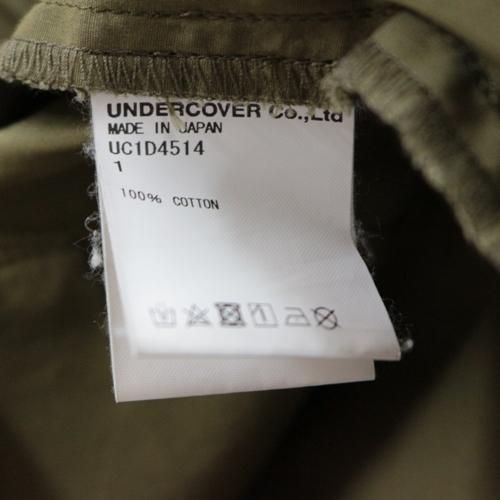 UNDERCOVER Co.,Ltd
MADE IN JAPAN
UC1D4514
1
100% COTTON